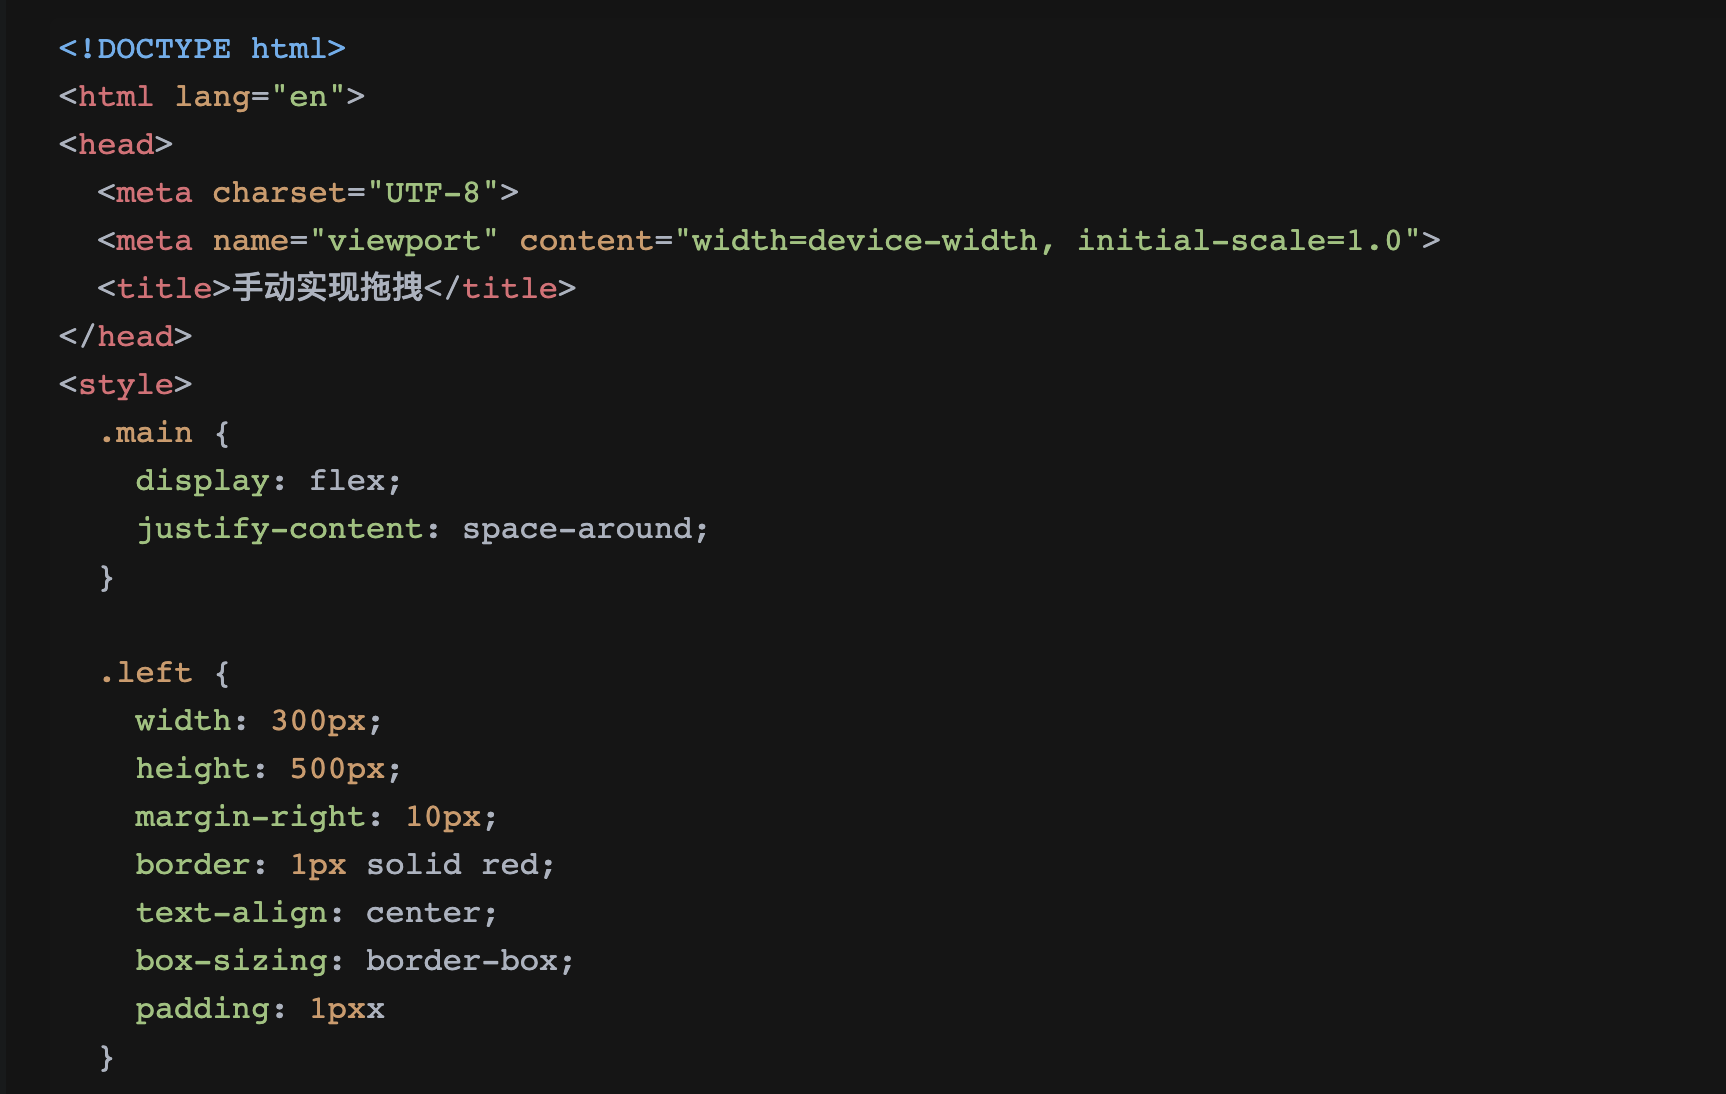 <!DOCTYPE html>
<html lang="en">
<head>
  <meta charset="UTF-8">
  <meta name="viewport" content="width=device-width, initial-scale=1.0">
  <title>手动实现拖拽</title>
</head>
<style>
  .main {
    display: flex;
    justify-content: space-around;
  }

  .left {
    width: 300px;
    height: 500px;
    margin-right: 10px;
    border: 1px solid red;
    text-align: center;
    box-sizing: border-box;
    padding: 1pxx
  }